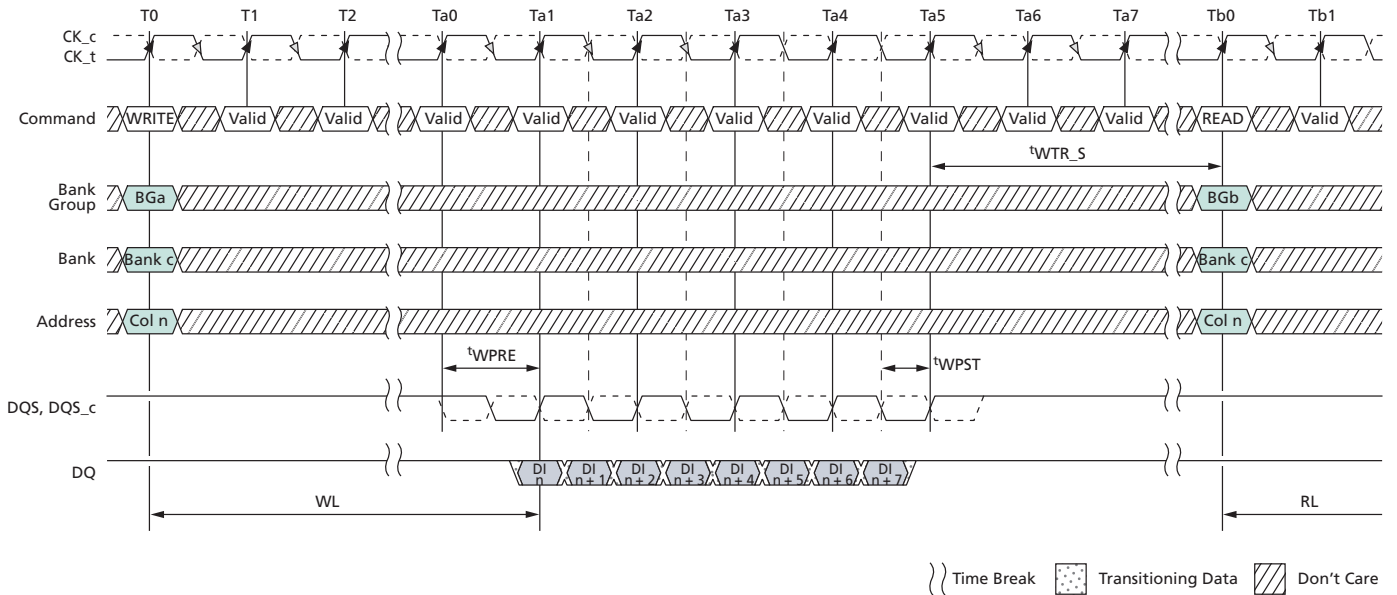 T0 T1 T2 Ta0 Ta1 Ta2 Ta3 Ta4 Ta5 Ta6 Ta7 Tb0 Tb1
CK_c
CK_t
Command WRITE Valid Valid Valid Valid Valid Valid Valid Valid Valid Valid READ Valid
tWTR_S
Bank
Group BGa BGb
Bank Bank c Bank c
Address Col n Col n
tWPRE tWPST
DQS, DQS_c
DQ DI n DI n + 1 DI n + 2 DI n + 3 DI n + 4 DI n + 5 DI n + 6 DI n + 7
WL RL
Time Break Transitioning Data Don't Care